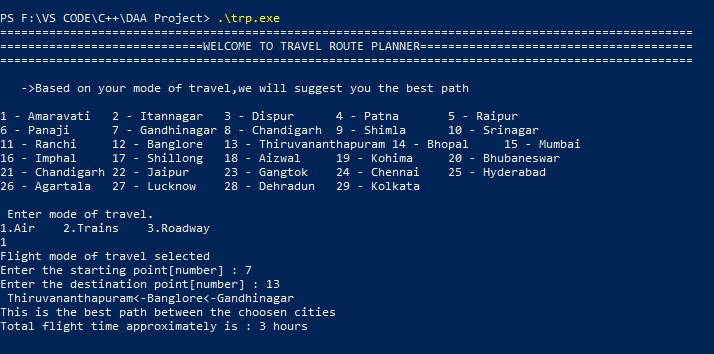 PS F:\VS CODE\C++\DAA Project> .\trp.exe
=====================================================================================================
==============================WELCOME TO TRAVEL ROUTE PLANNER========================================
=====================================================================================================
->Based on your mode of travel,we will suggest you the best path
1 - Amaravati 2 - Itannagar 3 - Dispur 4 - Patna 5 - Raipur
6 - Panaji 7 - Gandhinagar 8 - Chandigarh 9 - Shimla 10 - Srinagar
11 - Ranchi 12 - Banglore 13 - Thiruvananthapuram 14 - Bhopal 15 - Mumbai
16 - Imphal 17 - Shillong 18 - Aizwal 19 - Kohima 20 - Bhubaneswar
21 - Chandigarh 22 - Jaipur 23 - Gangtok 24 - Chennai 25 - Hyderabad
26 - Agartala 27 - Lucknow 28 - Dehradun 29 - Kolkata
Enter mode of travel.
1.Air 2.Trains 3.Roadway
1
Flight mode of travel selected
Enter the starting point[number] : 7
Enter the destination point[number] : 13
Thiruvananthapuram<-Banglore<-Gandhinagar
This is the best path between the choosen cities
Total flight time approximately is : 3 hours